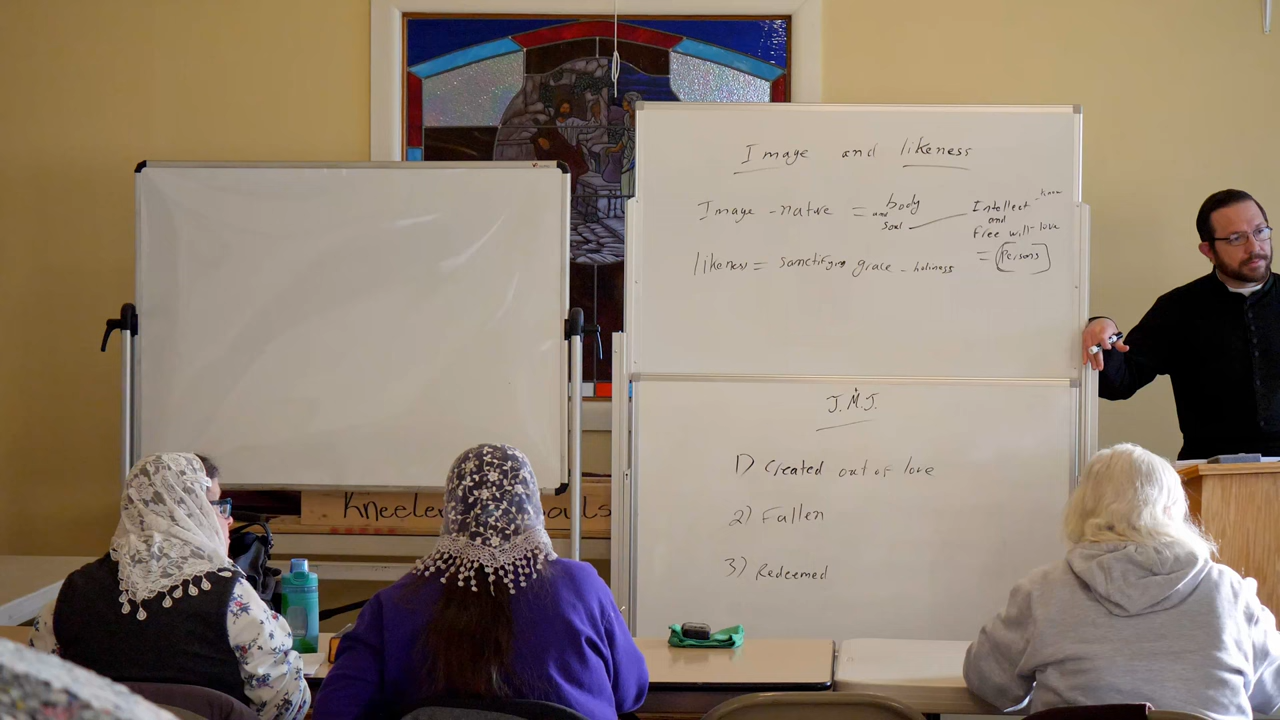 Image and likeness
Image - nature = body and soul
Intellect - know
and
Free will - love
= Persons
likeness = sanctifying grace - holiness
J.M.J.
1) Created out of love
2) Fallen
3) Redeemed
Kneeler